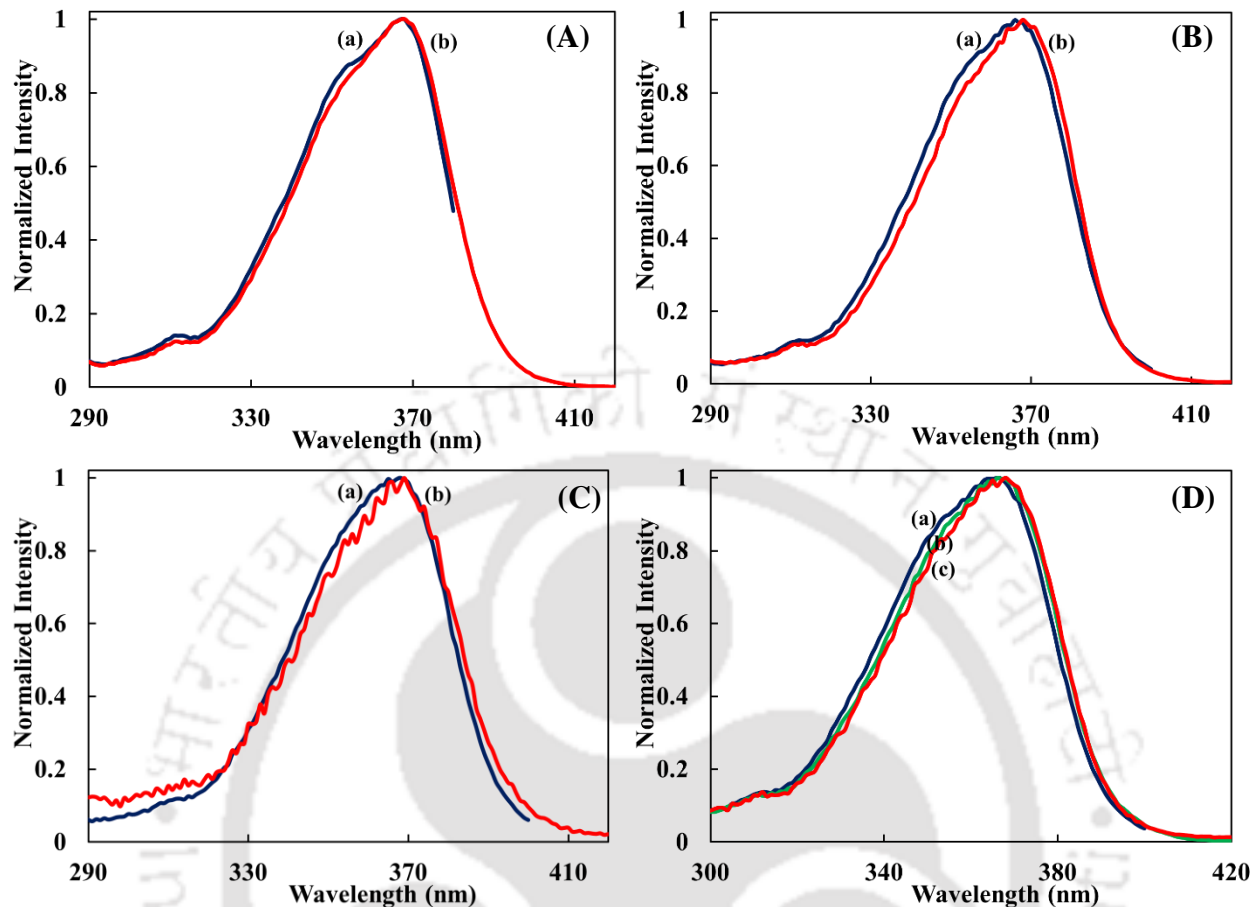 (A)
(a)
(b)
Normalized Intensity
1
0.8
0.6
0.4
0.2
0
290
330
370
410
Wavelength (nm)
(B)
(a)
(b)
Normalized Intensity
1
0.8
0.6
0.4
0.2
0
290
330
370
410
Wavelength (nm)
(C)
(a)
(b)
Normalized Intensity
1
0.8
0.6
0.4
0.2
0
290
330
370
410
Wavelength (nm)
(D)
(a)
(b)
(c)
Normalized Intensity
1
0.8
0.6
0.4
0.2
0
300
340
380
420
Wavelength (nm)